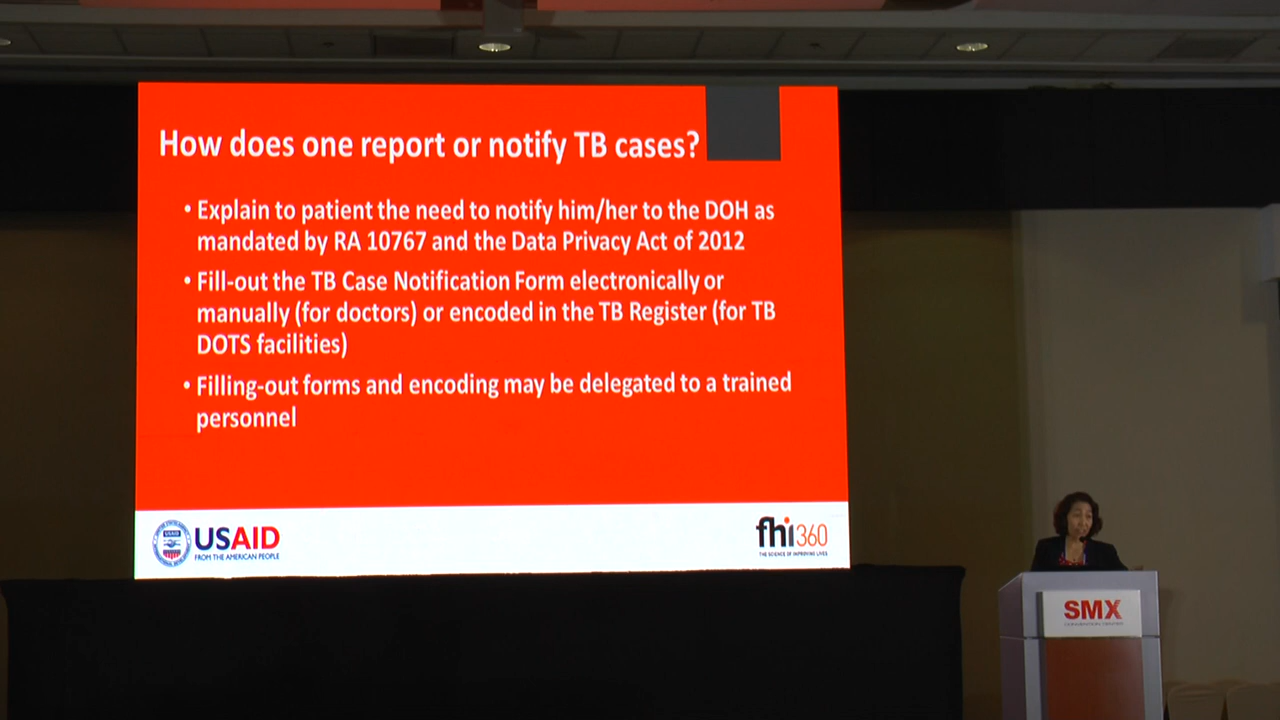 How does one report or notify TB cases?
• Explain to patient the need to notify him/her to the DOH as
mandated by RA 10767 and the Data Privacy Act of 2012
• Fill-out the TB Case Notification Form electronically or
manually (for doctors) or encoded in the TB Register (for TB
DOTS facilities)
• Filling-out forms and encoding may be delegated to a trained
personnel
USAID
FROM THE AMERICAN PEOPLE
fhi360
THE SCIENCE OF IMPROVING LIVES
SMX
CONVENTION CENTER